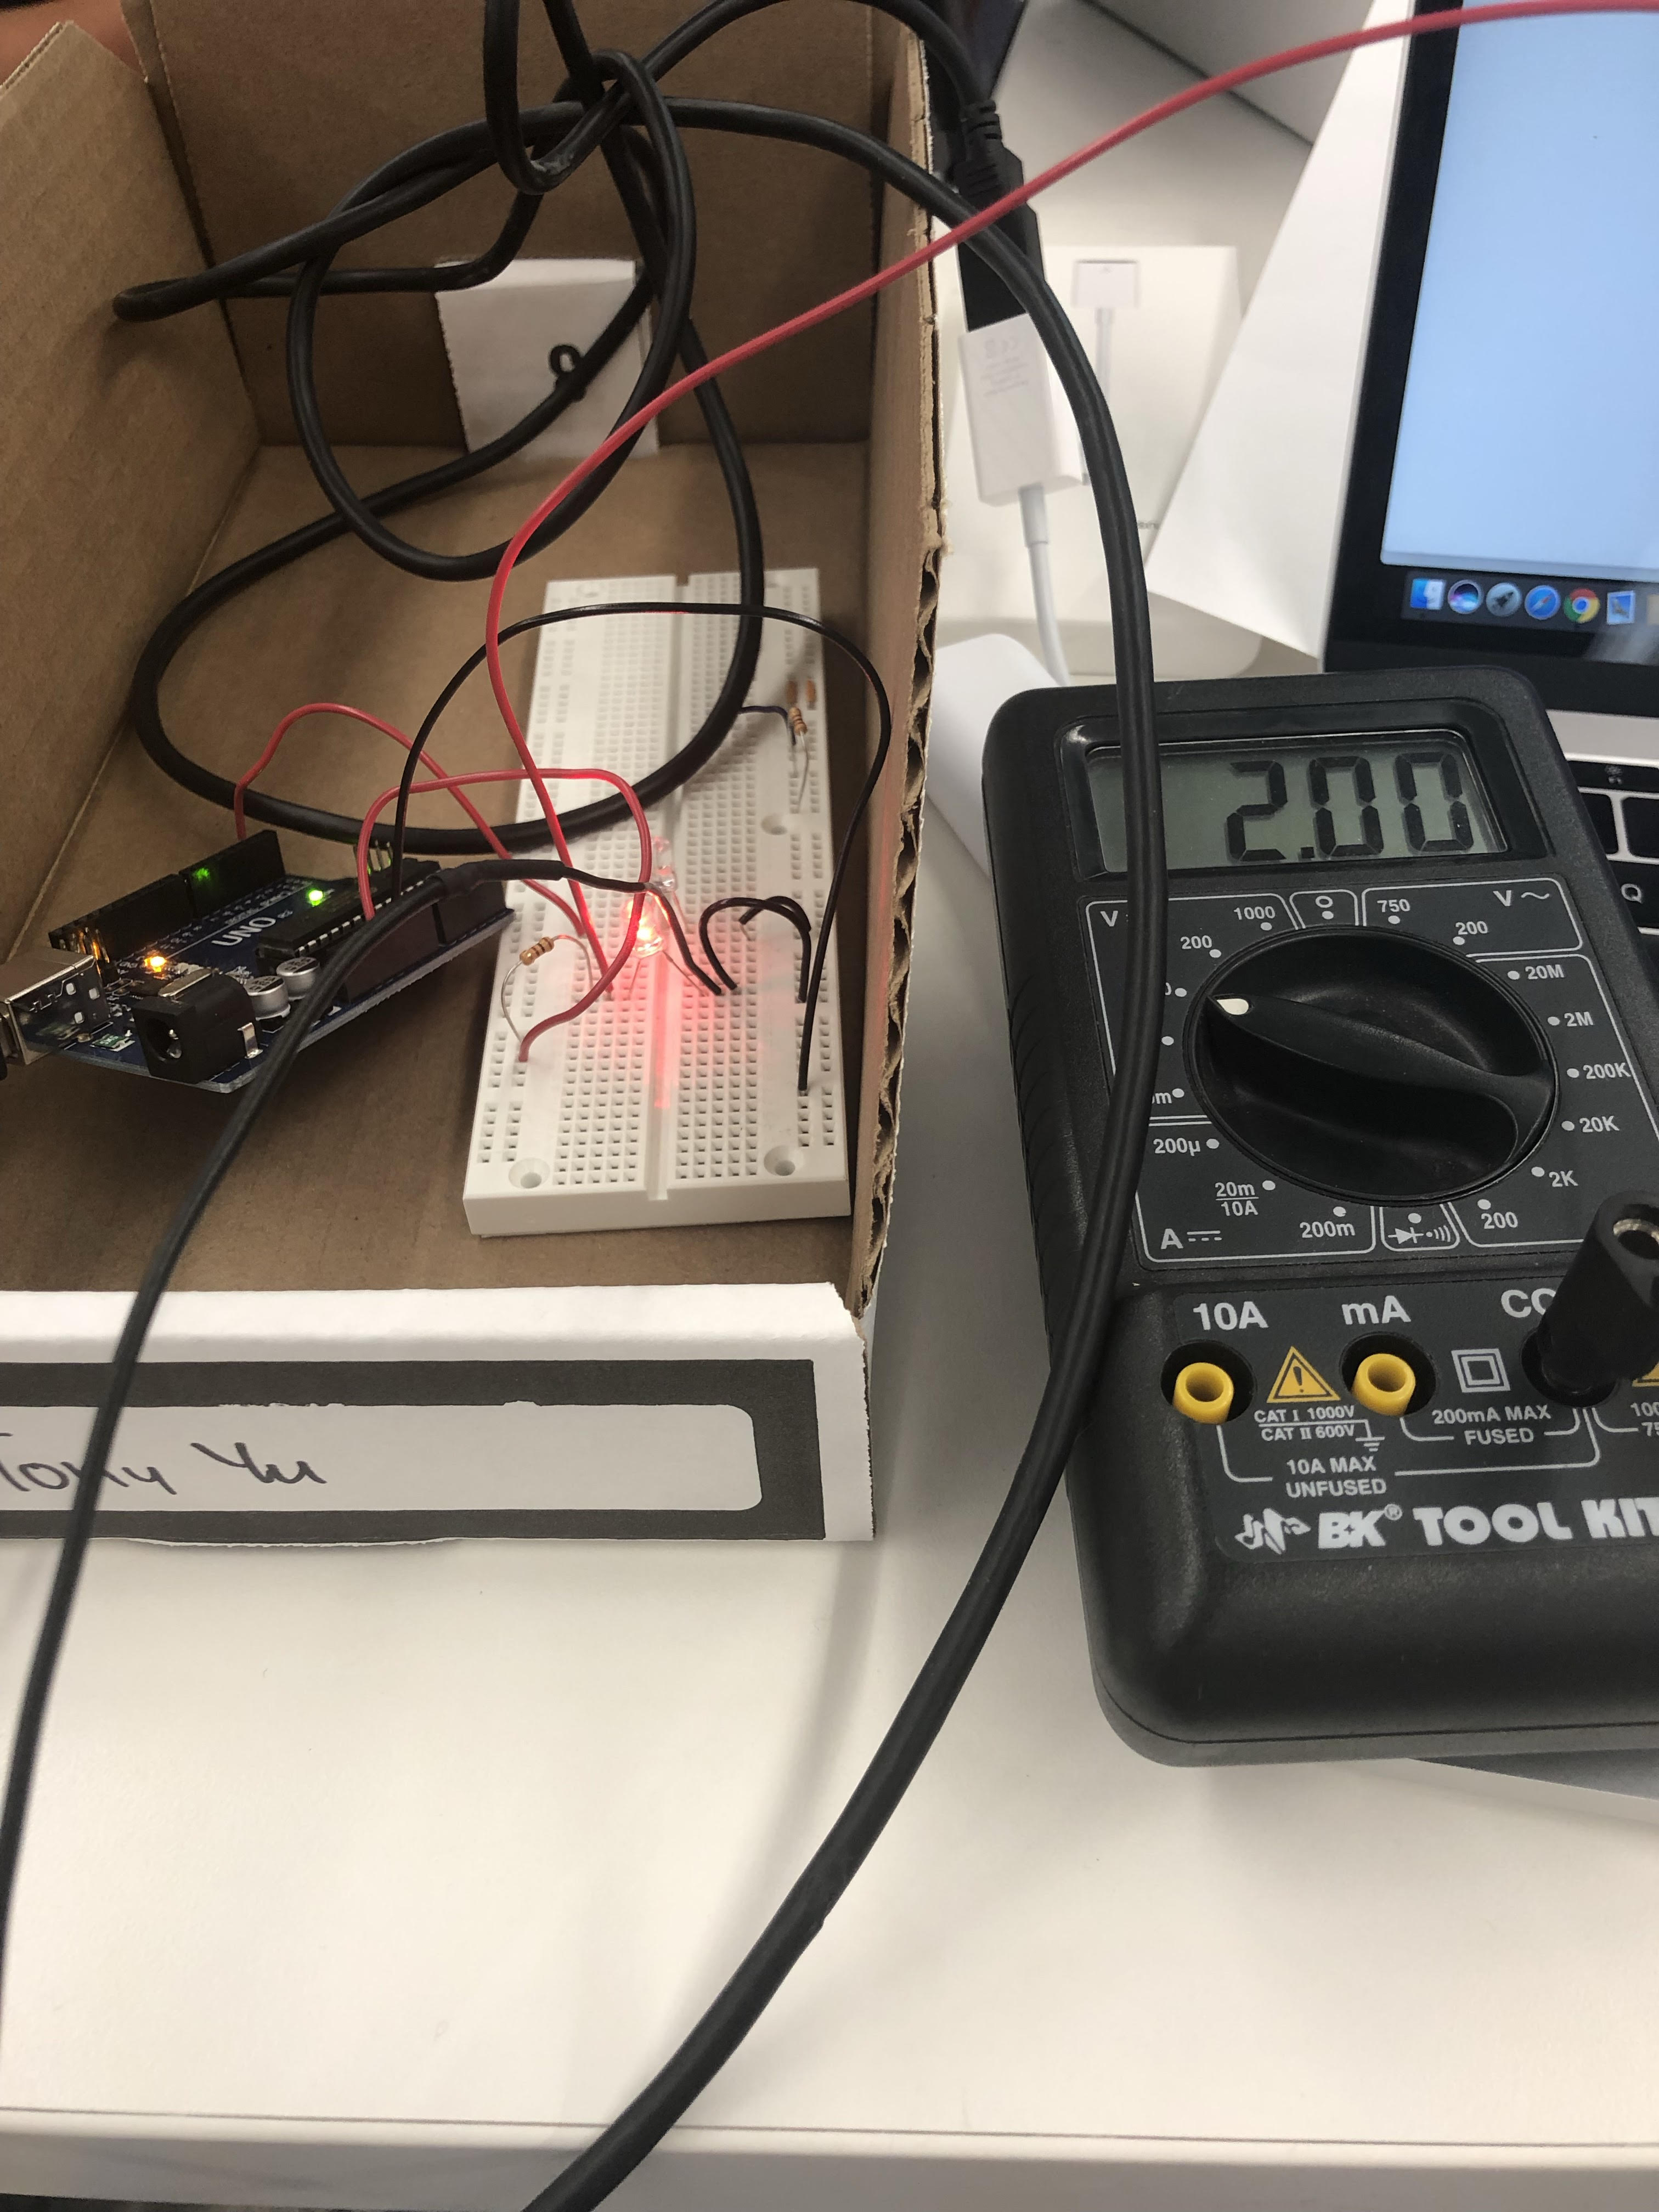 UNO
2.00
V
1000
750
V
200
200
20M
2M
200K
20K
2K
200
200µ
20m
10A
200m
A
10A
mA
CAT I 1000V
CAT II 600V
200mA MAX
FUSED
10A MAX
UNFUSED
BK® TOOL KIT
Tony Yu
Q